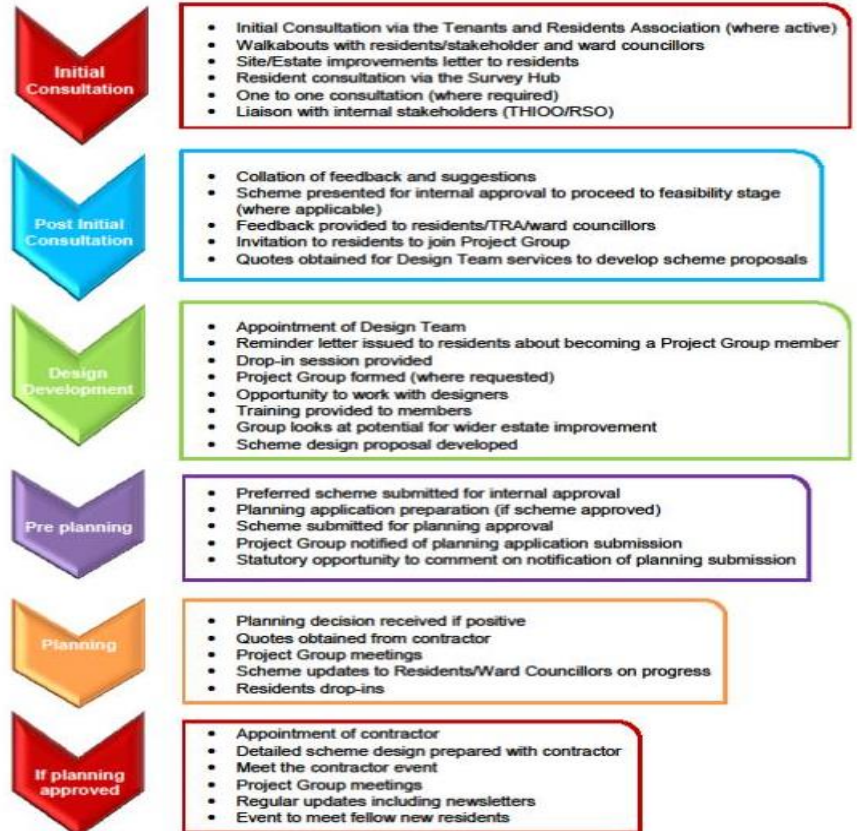 Initial
Consultation
• Initial Consultation via the Tenants and Residents Association (where active)
• Walkabouts with residents/stakeholder and ward councillors
• Site/Estate improvements letter to residents
• Resident consultation via the Survey Hub
• One to one consultation (where required)
• Liaison with internal stakeholders (THIOO/RSO)
Post Initial
Consultation
• Collation of feedback and suggestions
• Scheme presented for internal approval to proceed to feasibility stage
(where applicable)
• Feedback provided to residents/TRA/ward councillors
• Invitation to residents to join Project Group
• Quotes obtained for Design Team services to develop scheme proposals
Design
Development
• Appointment of Design Team
• Reminder letter issued to residents about becoming a Project Group member
• Drop-in session provided
• Project Group formed (where requested)
• Opportunity to work with designers
• Training provided to members
• Group looks at potential for wider estate improvement
• Scheme design proposal developed
Pre planning
• Preferred scheme submitted for internal approval
• Planning application preparation (if scheme approved)
• Scheme submitted for planning approval
• Project Group notified of planning application submission
• Statutory opportunity to comment on notification of planning submission
Planning
• Planning decision received if positive
• Quotes obtained from contractor
• Project Group meetings
• Scheme updates to Residents/Ward Councillors on progress
• Residents drop-ins
If planning
approved
• Appointment of contractor
• Detailed scheme design prepared with contractor
• Meet the contractor event
• Project Group meetings
• Regular updates including newsletters
• Event to meet fellow new residents